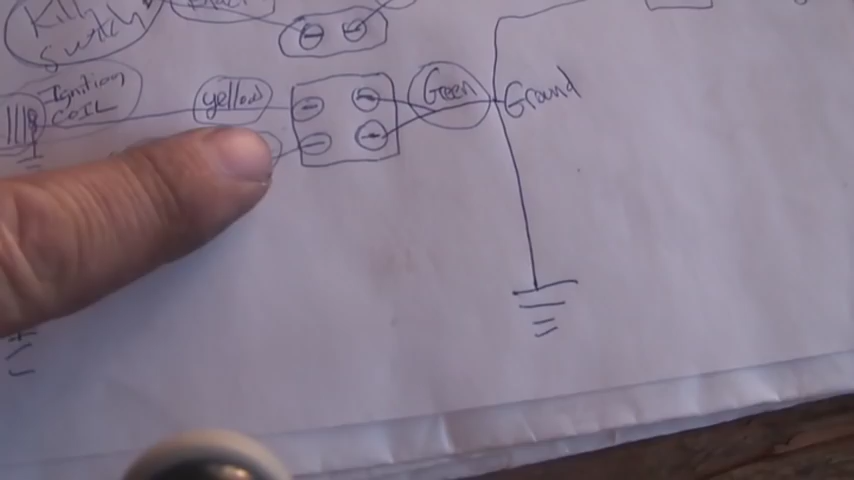 Kill
Switch
Ignition
COIL
yellow
Green
Ground